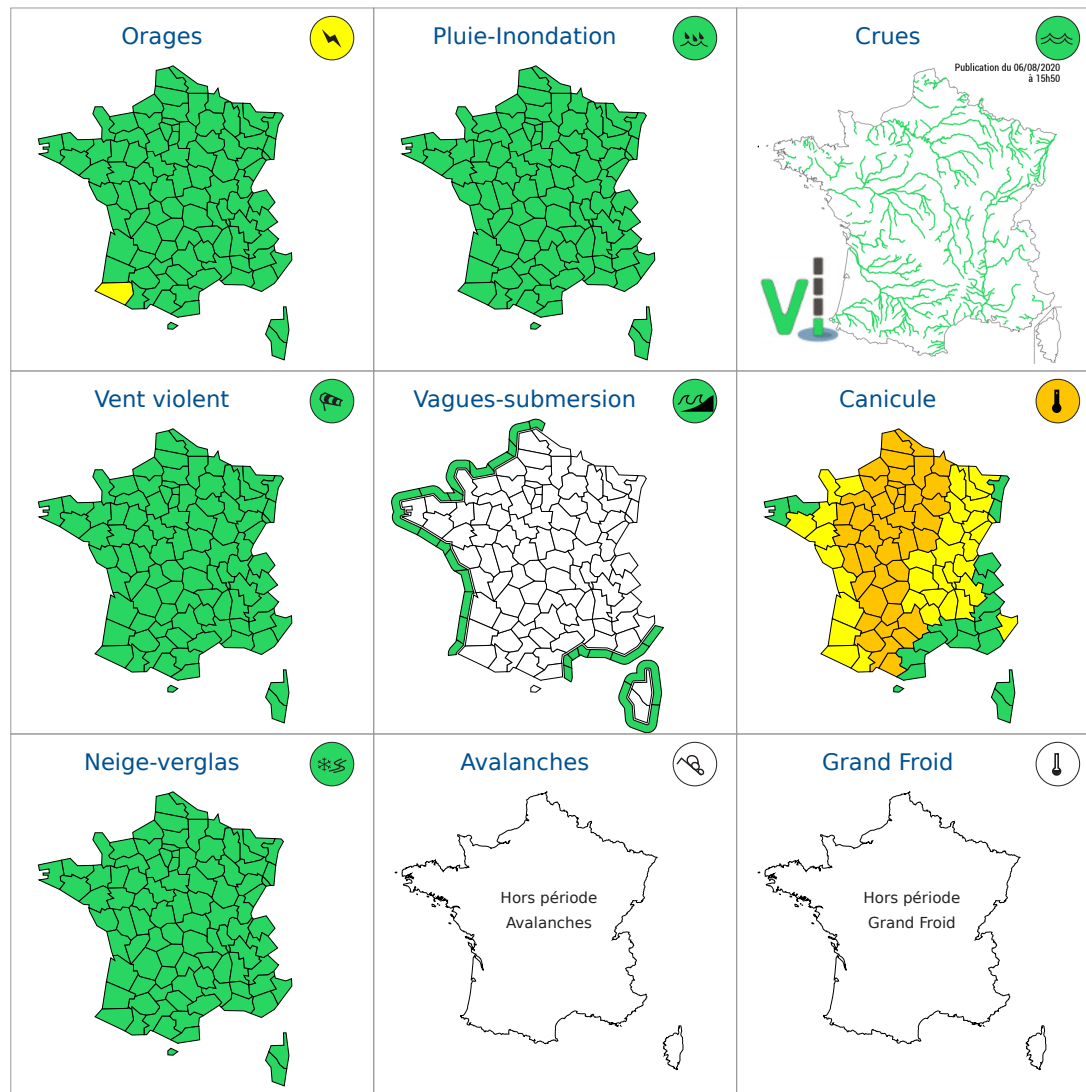 Orages
Pluie-Inondation
Crues
Publication du 06/08/2020
à 15h50
Vent violent
Vagues-submersion
Canicule
Neige-verglas
Avalanches
Hors période
Avalanches
Grand Froid
Hors période
Grand Froid